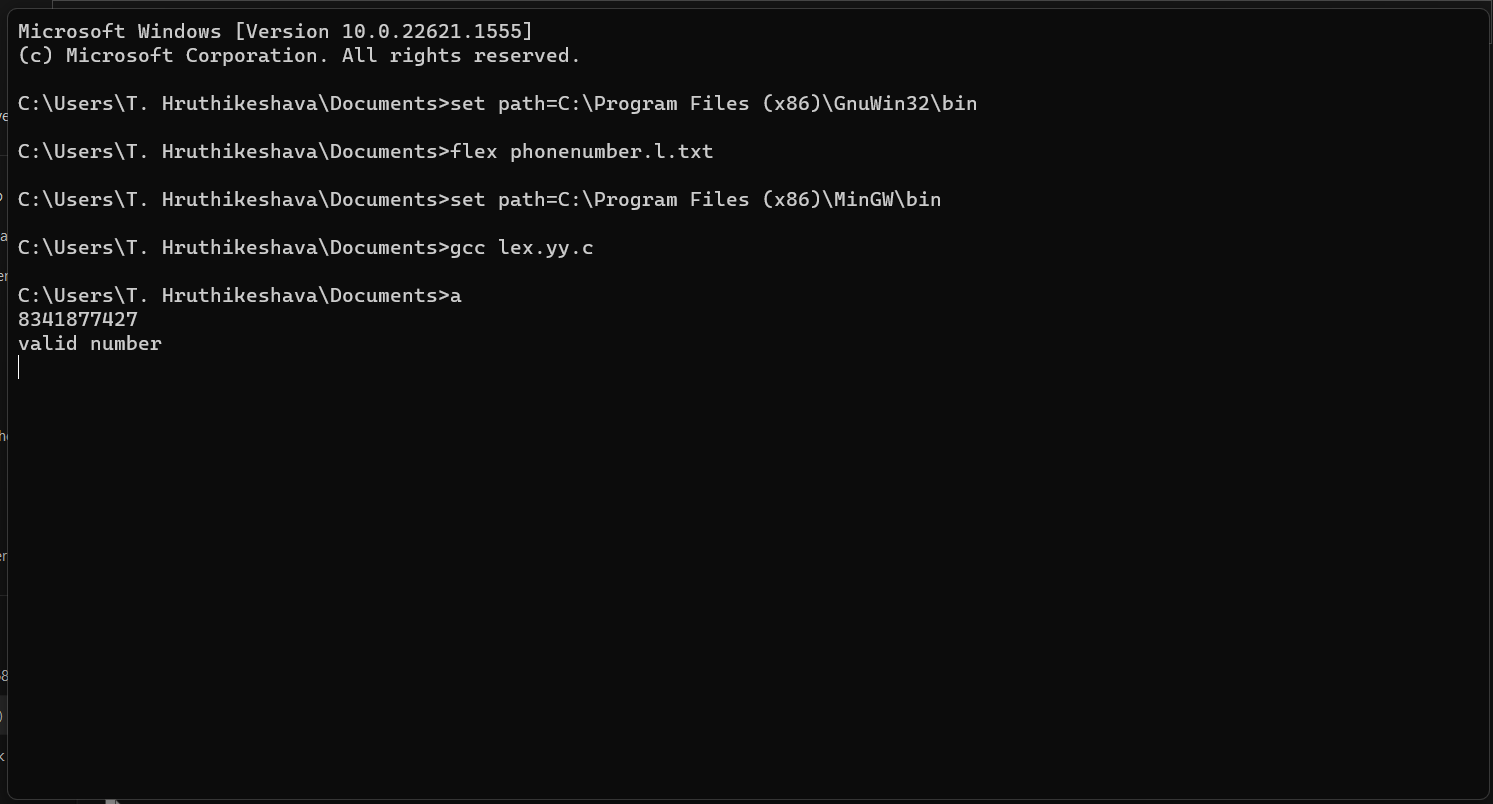 Microsoft Windows [Version 10.0.22621.1555]
(c) Microsoft Corporation. All rights reserved.
C:\Users\T. Hruthikeshava\Documents>set path=C:\Program Files (x86)\GnuWin32\bin
C:\Users\T. Hruthikeshava\Documents>flex phonenumber.l.txt
C:\Users\T. Hruthikeshava\Documents>set path=C:\Program Files (x86)\MinGW\bin
C:\Users\T. Hruthikeshava\Documents>gcc lex.yy.c
C:\Users\T. Hruthikeshava\Documents>a
8341877427
valid number